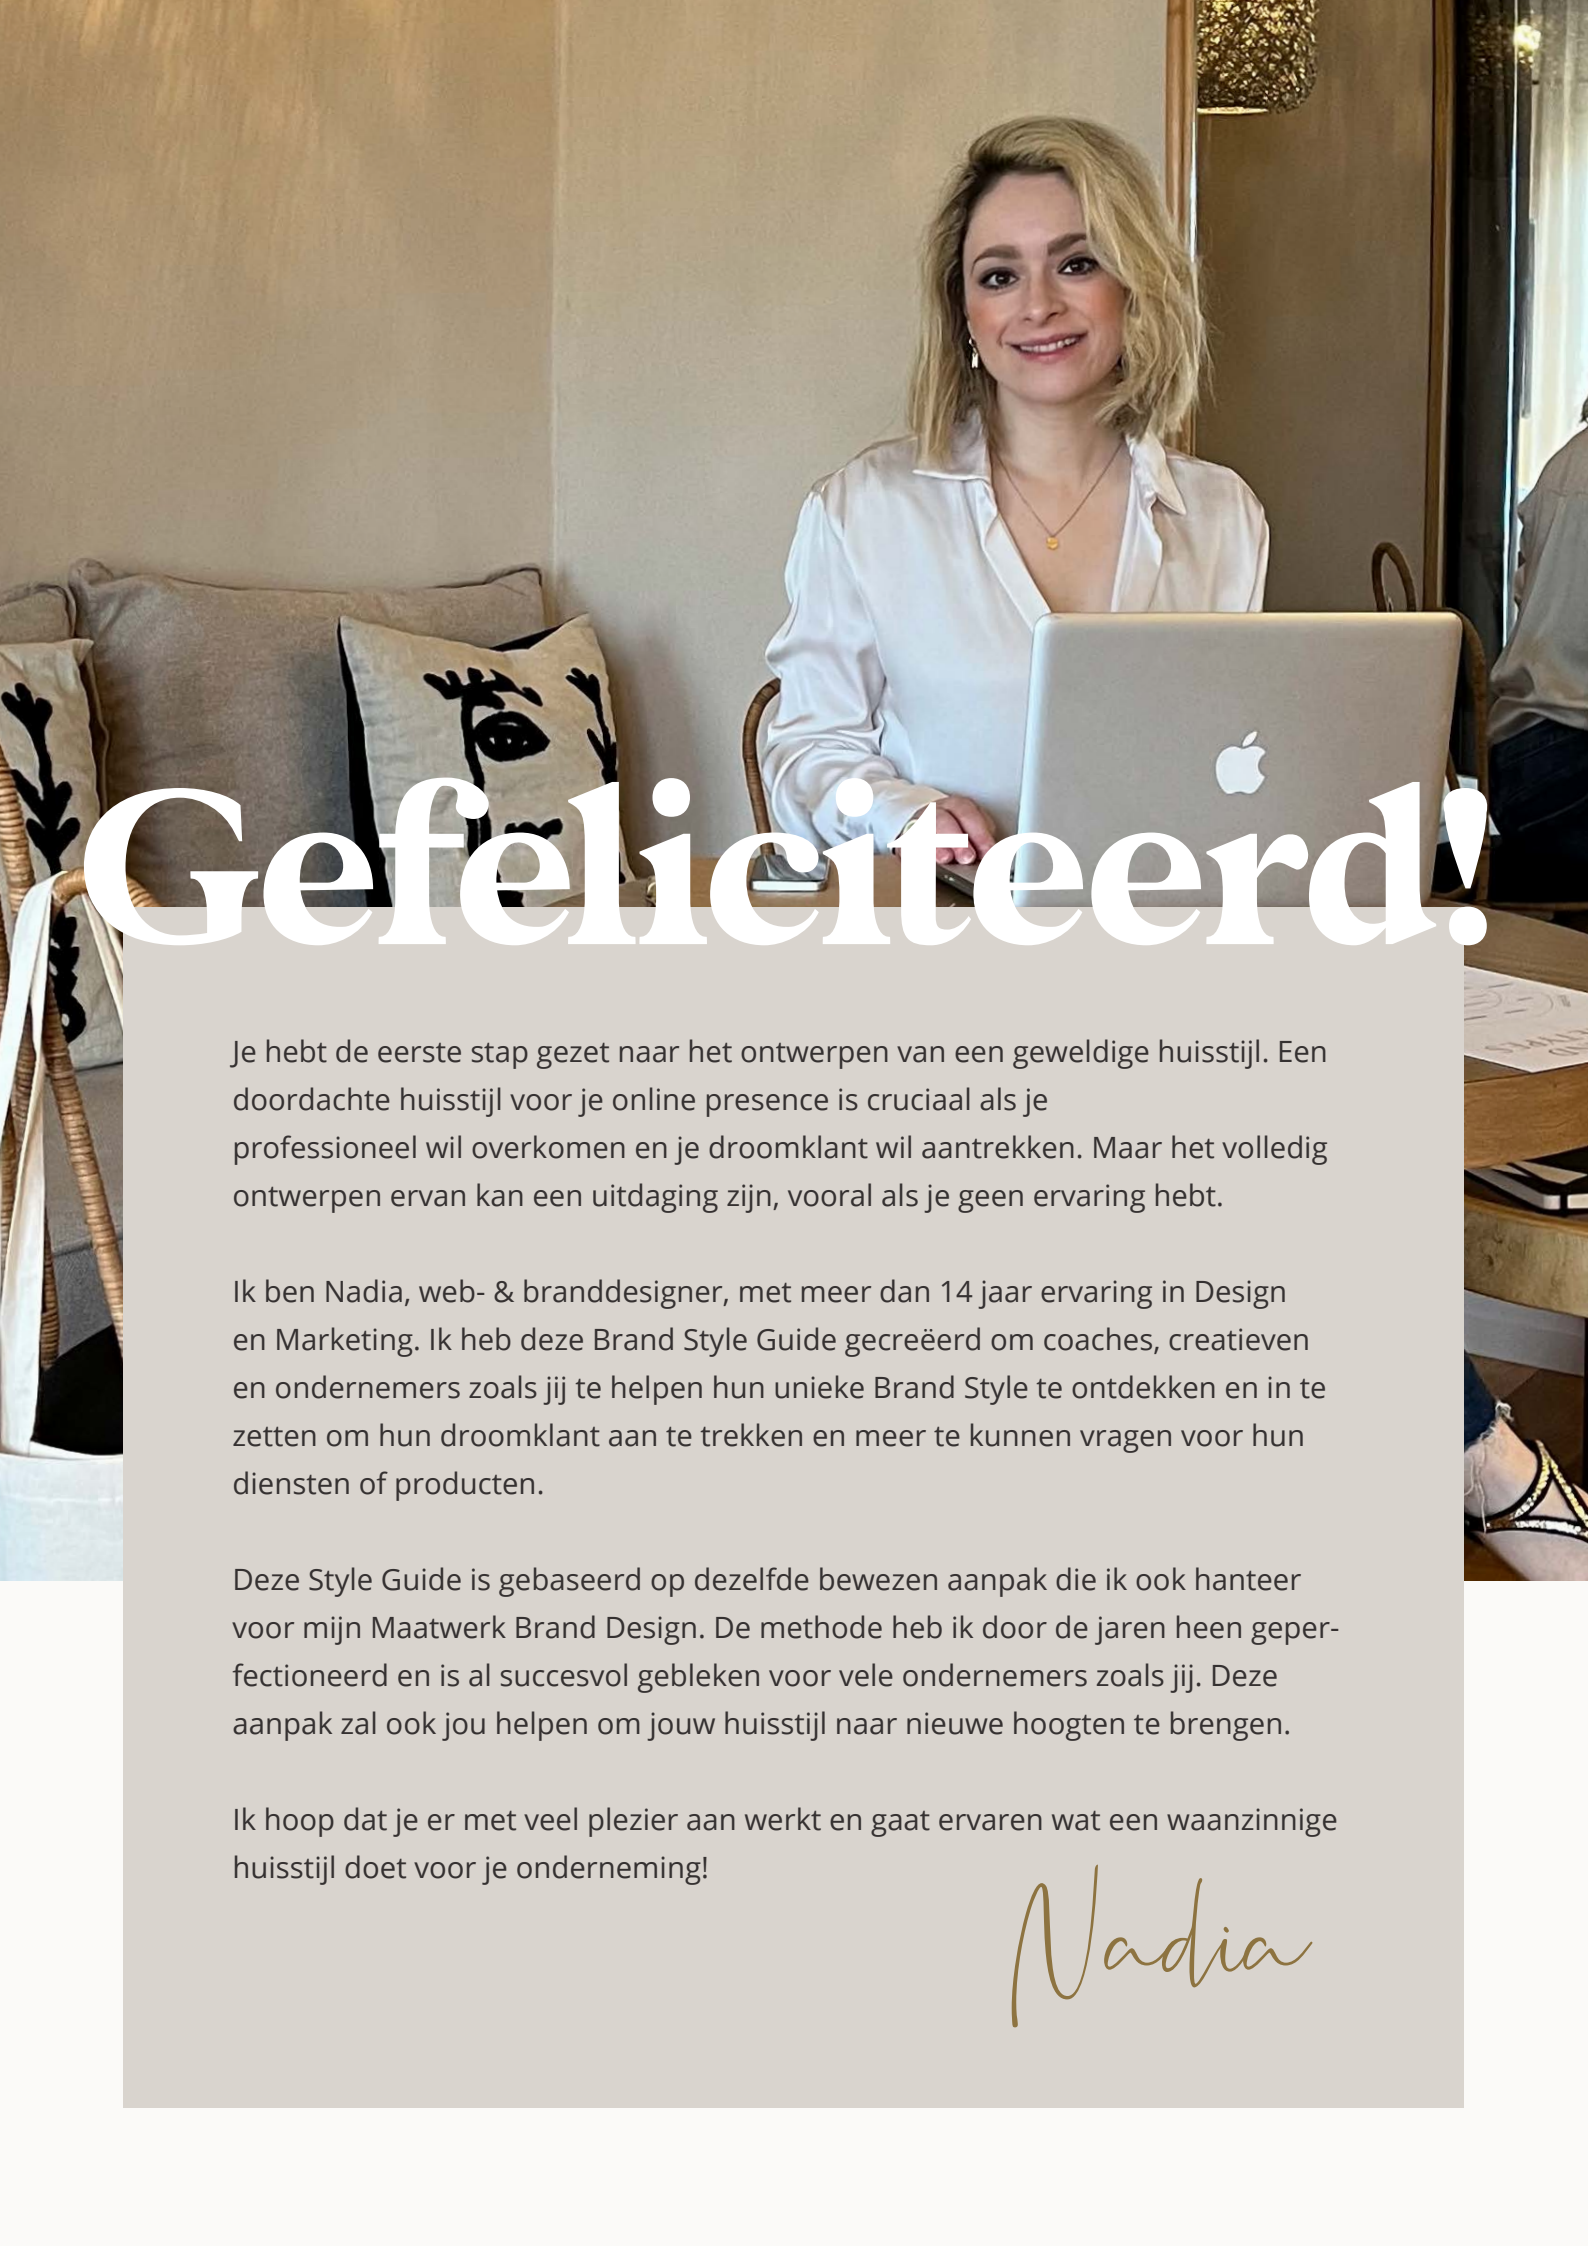 Gefeliciteerd!
Je hebt de eerste stap gezet naar het ontwerpen van een geweldige huisstijl. Een
doordachte huisstijl voor je online presence is cruciaal als je
professioneel wil overkomen en je droomklant wil aantrekken. Maar het volledig
ontwerpen ervan kan een uitdaging zijn, vooral als je geen ervaring hebt.
Ik ben Nadia, web- & branddesigner, met meer dan 14 jaar ervaring in Design
en Marketing. Ik heb deze Brand Style Guide gecreëerd om coaches, creatieven
en ondernemers zoals jij te helpen hun unieke Brand Style te ontdekken en in te
zetten om hun droomklant aan te trekken en meer te kunnen vragen voor hun
diensten of producten.
Deze Style Guide is gebaseerd op dezelfde bewezen aanpak die ik ook hanteer
voor mijn Maatwerk Brand Design. De methode heb ik door de jaren heen geper-
fectioneerd en is al succesvol gebleken voor vele ondernemers zoals jij. Deze
aanpak zal ook jou helpen om jouw huisstijl naar nieuwe hoogten te brengen.
Ik hoop dat je er met veel plezier aan werkt en gaat ervaren wat een waanzinnige
huisstijl doet voor je onderneming!
Nadia